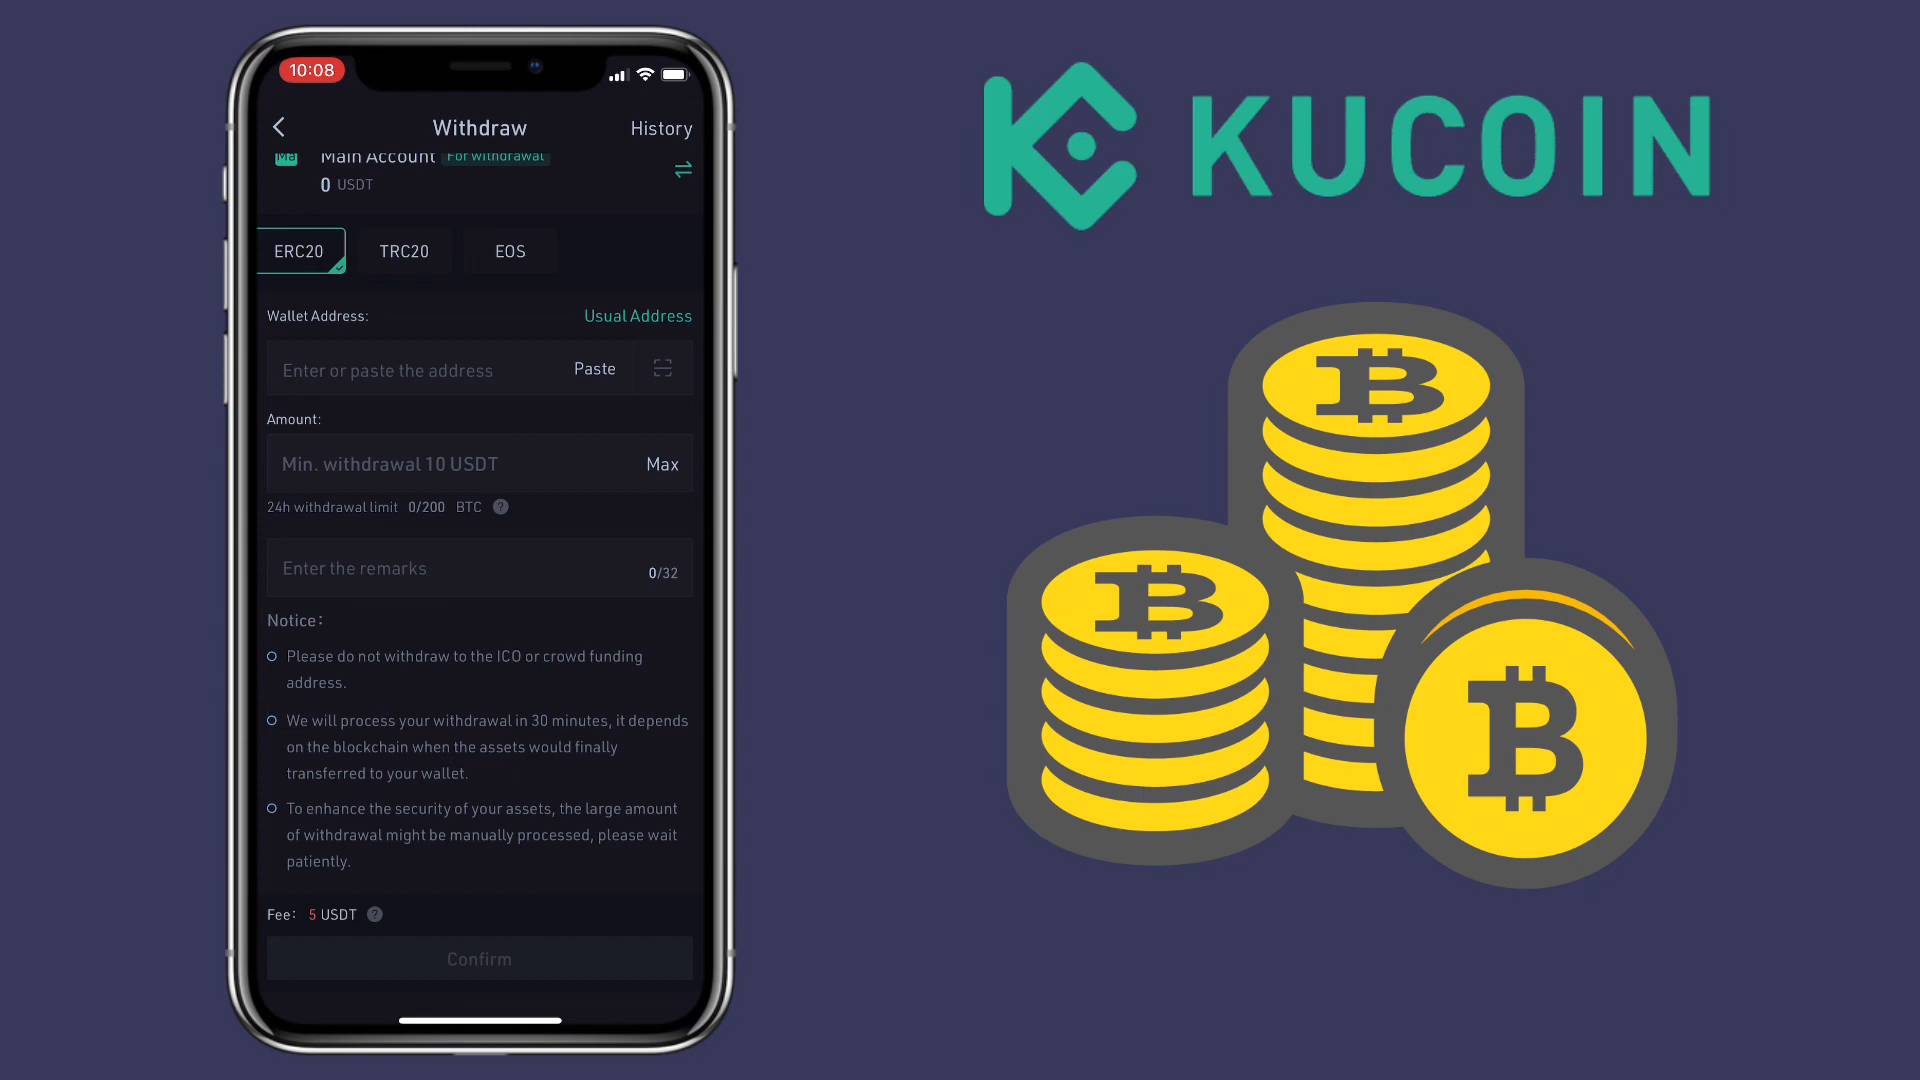 10:08
Withdraw
History
Ma
Main Account
For withdrawal
0 USDT
ERC20
TRC20
EOS
Wallet Address:
Usual Address
Enter or paste the address
Paste
Amount:
Min. withdrawal 10 USDT
Max
24h withdrawal limit 0/200 BTC ?
Enter the remarks
0/32
Notice:
Please do not withdraw to the ICO or crowd funding
address.
We will process your withdrawal in 30 minutes, it depends
on the blockchain when the assets would finally
transferred to your wallet.
To enhance the security of your assets, the large amount
of withdrawal might be manually processed, please wait
patiently.
Fee: 5 USDT ?
Confirm
KUCOIN